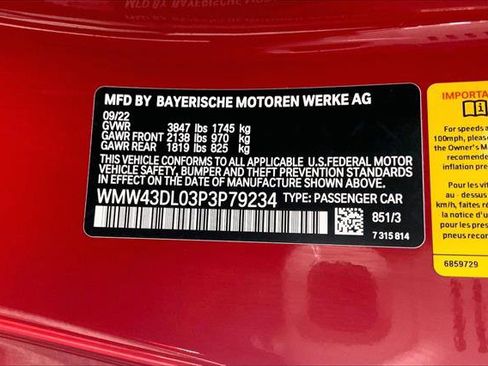 MFD BY BAYERISCHE MOTOREN WERKE AG
09/22
GVWR 3847 lbs 1745 kg
GAWR FRONT 2138 lbs 970 kg
GAWR REAR 1819 lbs 825 kg
THIS VEHICLE CONFORMS TO ALL APPLICABLE U.S.FEDERAL MOTOR
VEHICLE SAFETY, BUMPER AND THEFT PREVENTION STANDARDS
IN EFFECT ON THE DATE OF MANUFACTURE SHOWN ABOVE.
WMW43DL03P3P79234 TYPE: PASSENGER CAR
851/3
7 315 814
IMPORTA
For speeds a
100mph, please
the Owner's M
recommende
inflation pres
Pour les vit
au-dessus d
km/h, faites r
la notice d'u
pour les
pneus recon
6859729